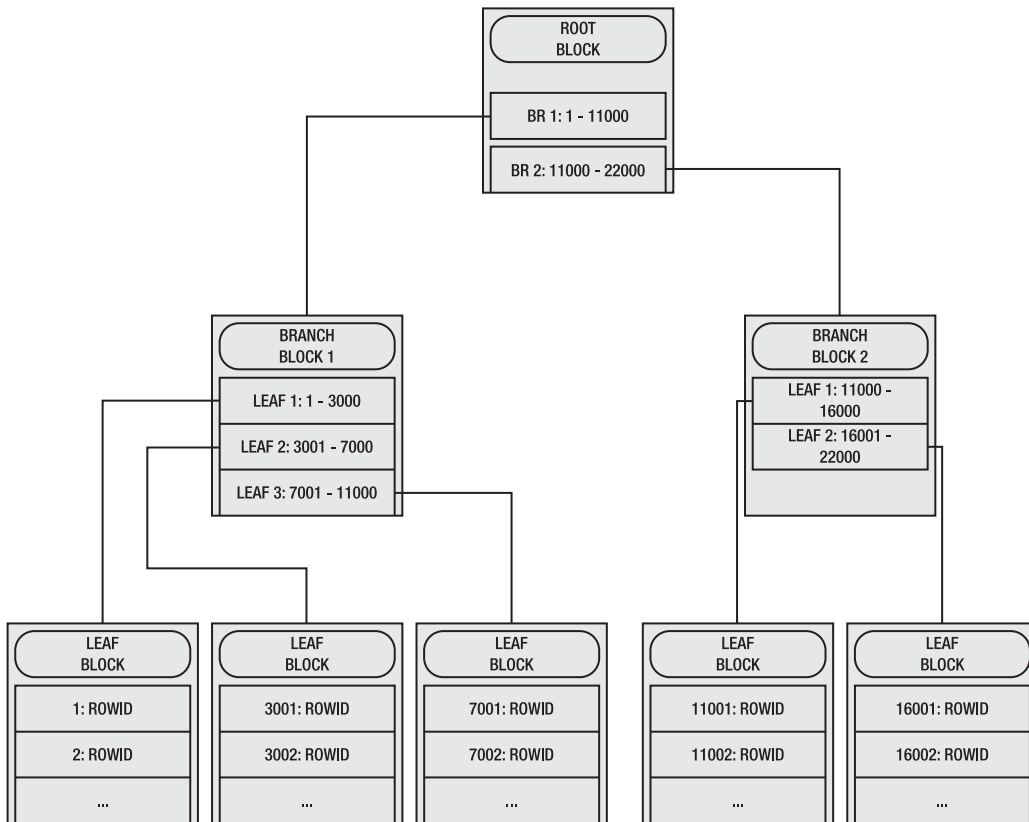 ROOT
BLOCK
BR 1: 1 - 11000
BR 2: 11000 - 22000
BRANCH
BLOCK 1
LEAF 1: 1 - 3000
LEAF 2: 3001 - 7000
LEAF 3: 7001 - 11000
BRANCH
BLOCK 2
LEAF 1: 11000 -
16000
LEAF 2: 16001 -
22000
LEAF
BLOCK
1: ROWID
2: ROWID
...
LEAF
BLOCK
3001: ROWID
3002: ROWID
...
LEAF
BLOCK
7001: ROWID
7002: ROWID
...
LEAF
BLOCK
11001: ROWID
11002: ROWID
...
LEAF
BLOCK
16001: ROWID
16002: ROWID
...